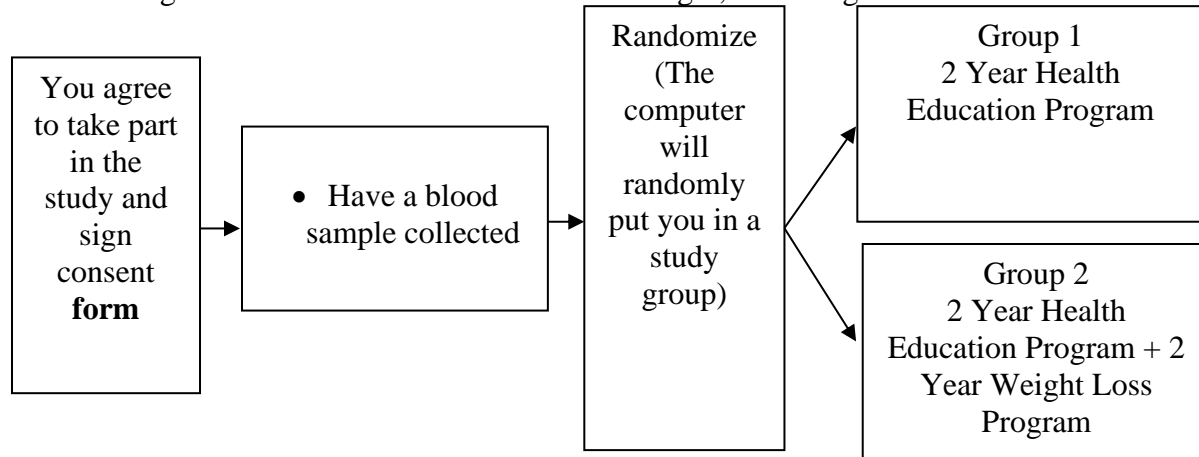 You agree
to take part
in the
study and
sign
consent
form
• Have a blood
sample collected
Randomize
(The
computer
will
randomly
put you in a
study
group)
Group 1
2 Year Health
Education Program
Group 2
2 Year Health
Education Program + 2
Year Weight Loss
Program